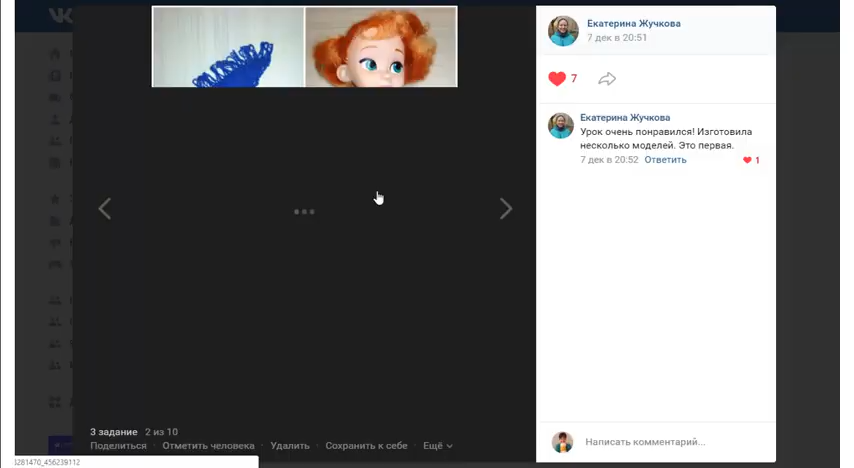 Екатерина Жучкова
7 дек в 20:51
7
Екатерина Жучкова
Урок очень понравился! Изготовила
несколько моделей. Это первая.
7 дек в 20:52 Ответить 1
3 задание 2 из 10
Поделиться · Отметить человека · Удалить · Сохранить к себе · Ещё
Написать комментарий...
3281470_456239112